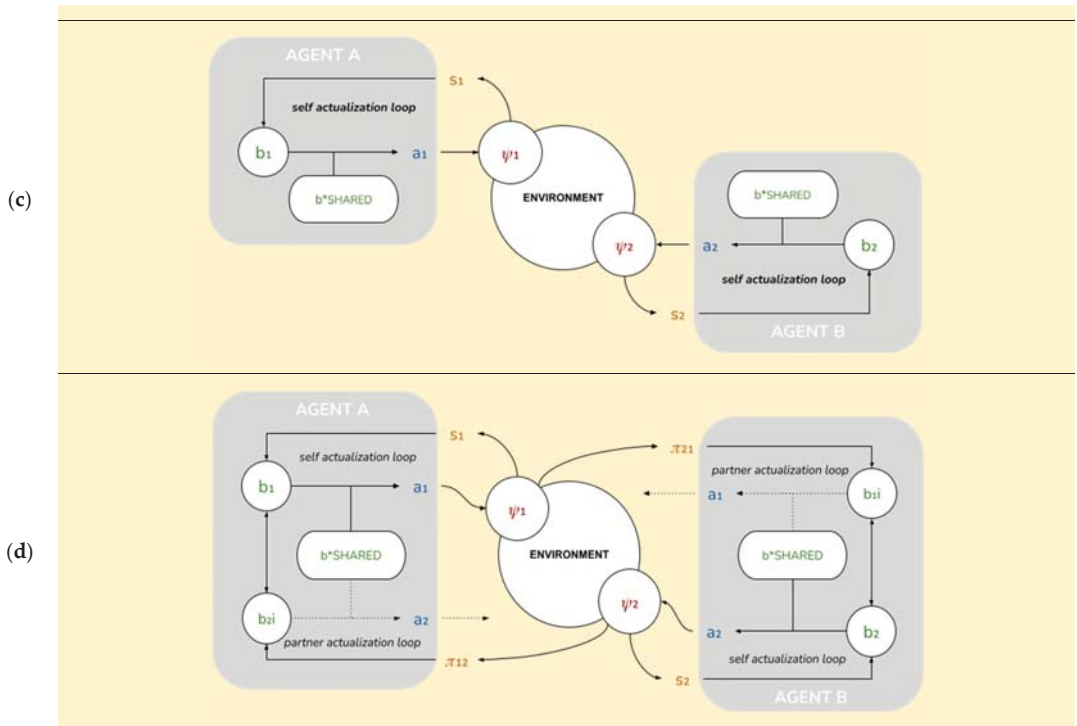 (c)
AGENT A
s1
self actualization loop
b1
a1
ψ1
b*SHARED
ENVIRONMENT
b*SHARED
ψ2
a2
b2
self actualization loop
s2
AGENT B
(d)
AGENT A
s1
π21
self actualization loop
partner actualization loop
b1
a1
a1
b1i
ψ1
b*SHARED
ENVIRONMENT
b*SHARED
ψ2
b2i
a2
a2
b2
partner actualization loop
self actualization loop
π12
s2
AGENT B